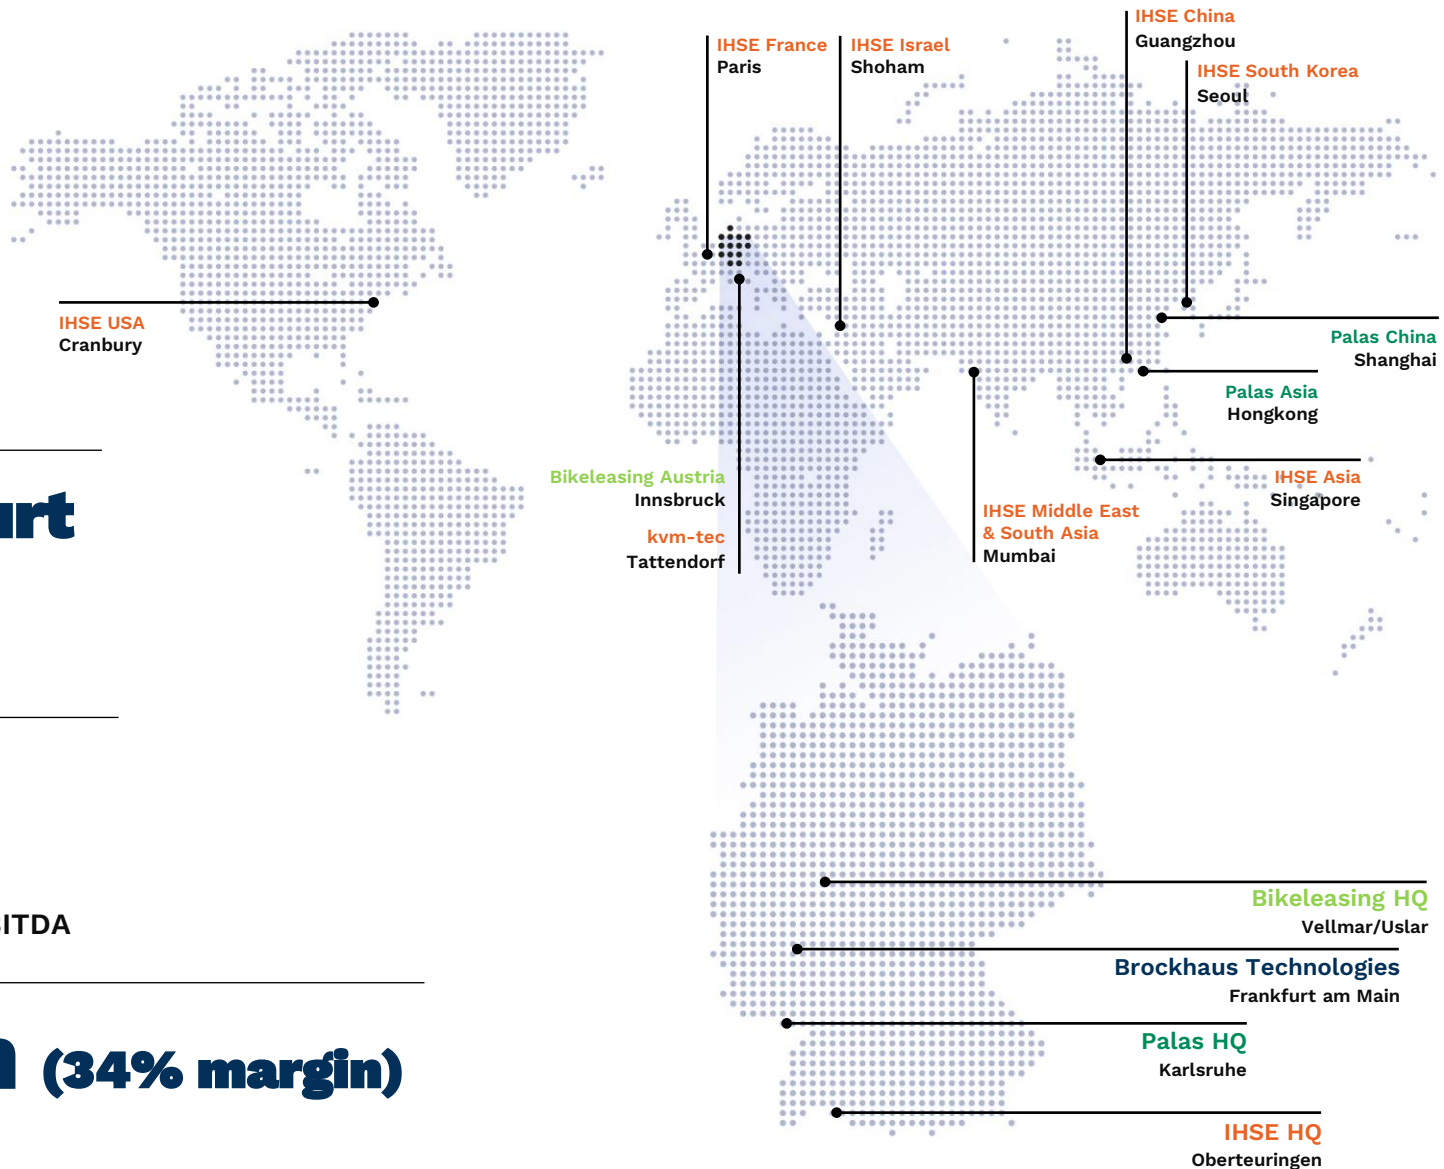 IHSE China
Guangzhou
IHSE France
Paris
IHSE Israel
Shoham
IHSE South Korea
Seoul
IHSE USA
Cranbury
Palas China
Shanghai
Palas Asia
Hongkong
Bikeleasing Austria
Innsbruck
kvm-tec
Tattendorf
IHSE Asia
Singapore
IHSE Middle East
& South Asia
Mumbai
Bikeleasing HQ
Vellmar/Uslar
Brockhaus Technologies
Frankfurt am Main
(34% margin)
Palas HQ
Karlsruhe
IHSE HQ
Oberteuringen